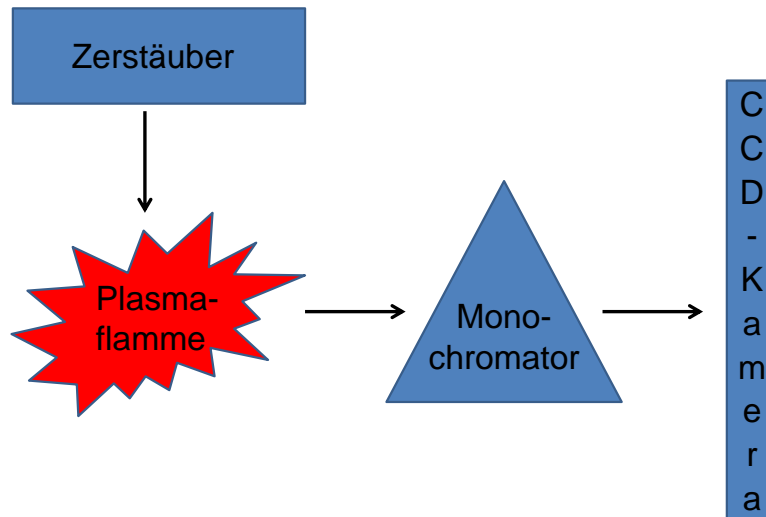 Zerstäuber
Plasma-
flamme
Mono-
chromator
C
C
D
-
K
a
m
e
r
a